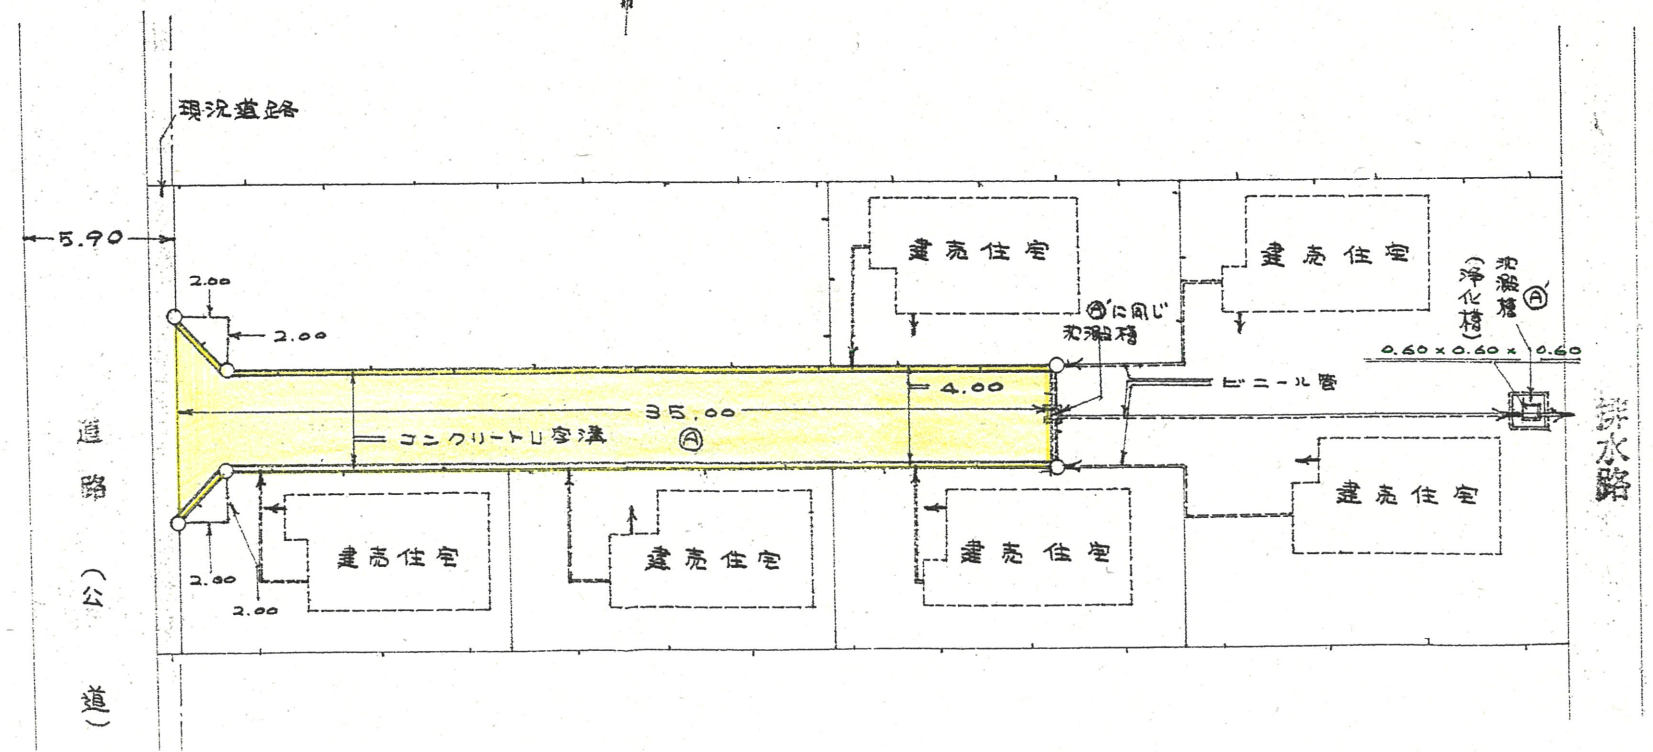 現況道路
5.90
2.00
2.00
建売住宅
建売住宅
Ⓐ'に同じ
沈澱槽
沈澱槽 Ⓐ'
(浄化槽)
0.60×0.60×0.60
4.00
ビニール管
35.00
コンクリートU字溝 Ⓐ
道路(公道)
排水路
2.00
2.00
建売住宅
建売住宅
建売住宅
建売住宅